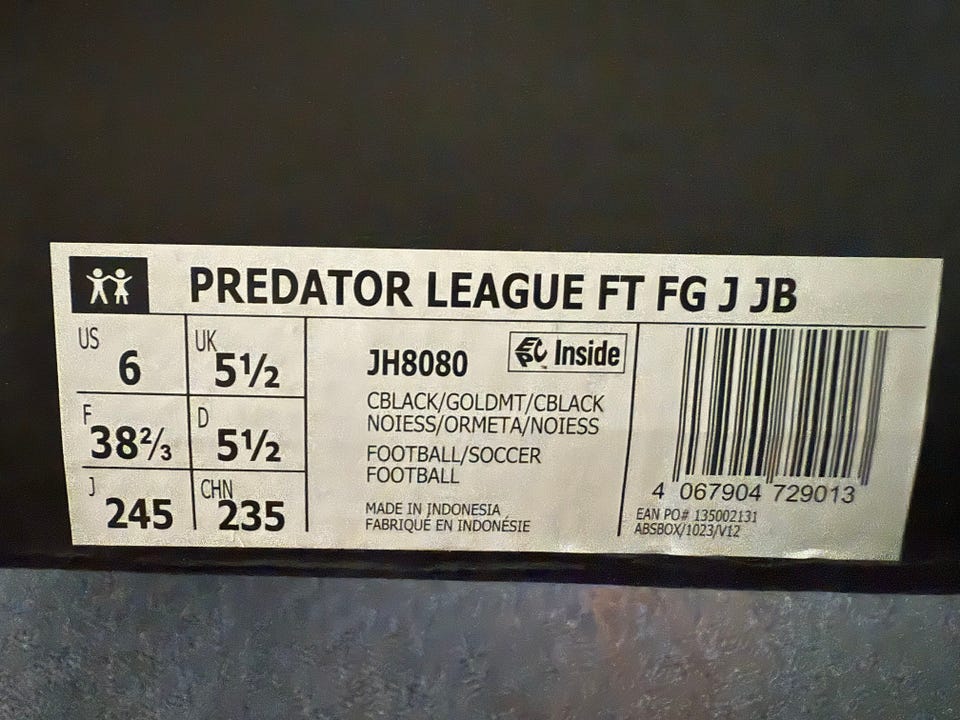 PREDATOR LEAGUE FT FG J JB
US
6
UK
5½
F
38⅔
D
5½
J
245
CHN
235
JH8080
Inside
CBLACK/GOLDMT/CBLACK
NOIESS/ORMETA/NOIESS
FOOTBALL/SOCCER
FOOTBALL
MADE IN INDONESIA
FABRIQUÉ EN INDONÉSIE
4 067904 729013
EAN PO# 135002131
ABSBOX/1023/V12